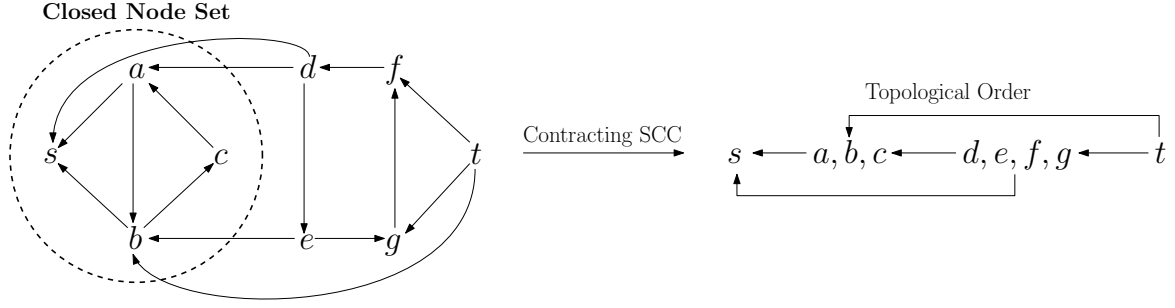 Closed Node Set
a
d
f
s
c
t
b
e
g
Contracting SCC
Topological Order
s
a, b, c
d, e, f, g
t